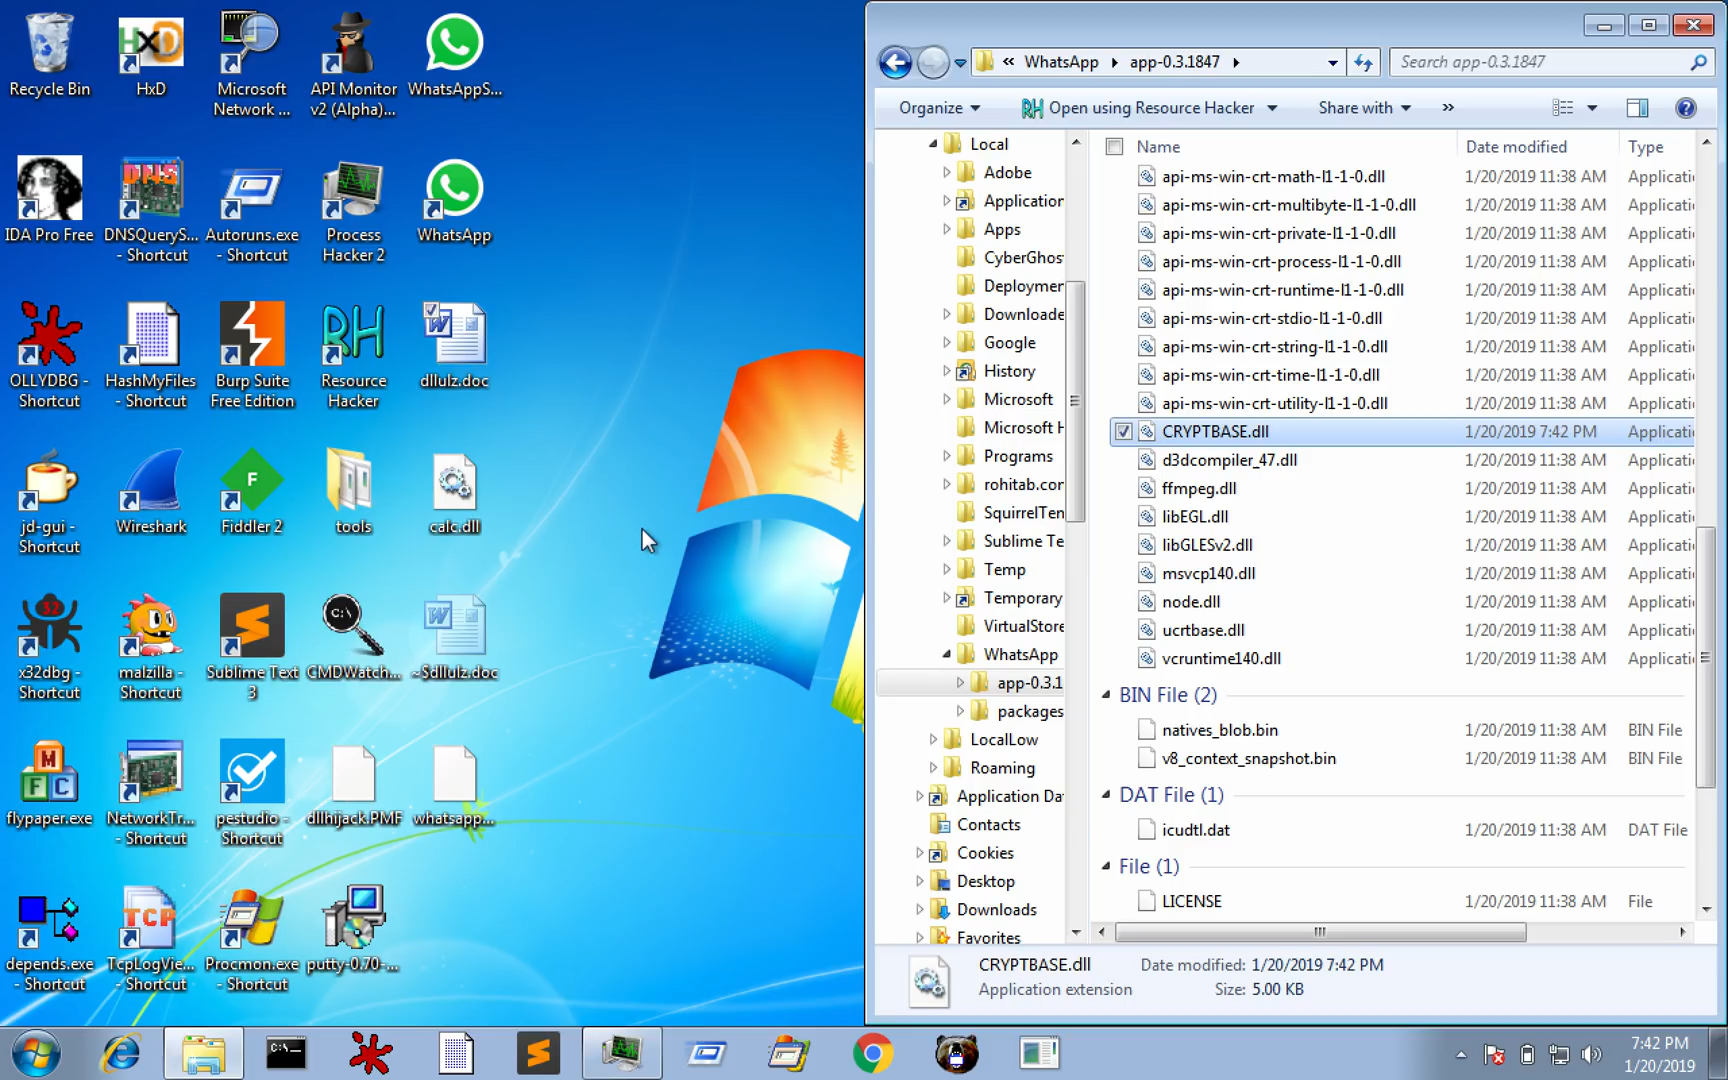 Recycle Bin
HxD
Microsoft
Network ...
API Monitor
v2 (Alpha)...
WhatsAppS...
IDA Pro Free
DNS
DNSQueryS...
- Shortcut
Autoruns.exe
- Shortcut
Process
Hacker 2
WhatsApp
OLLYDBG -
Shortcut
HashMyFiles
- Shortcut
Burp Suite
Free Edition
RH
Resource
Hacker
W
dllulz.doc
jd-gui -
Shortcut
Wireshark
F
Fiddler 2
tools
calc.dll
32
x32dbg -
Shortcut
malzilla -
Shortcut
Sublime Text
3
C:\
CMDWatch...
W
~$dllulz.doc
M
F C
flypaper.exe
NetworkTr...
- Shortcut
pestudio -
Shortcut
dllhijack.PMF
whatsapp...
depends.exe
- Shortcut
TCP
TcpLogVie...
- Shortcut
Procmon.exe
- Shortcut
putty-0.70-...
« WhatsApp app-0.3.1847
Search app-0.3.1847
Organize
RH Open using Resource Hacker
Share with
»
Local
Adobe
Application
Apps
CyberGhos
Deploymen
Downloade
Google
History
Microsoft
Microsoft H
Programs
rohitab.con
SquirrelTen
Sublime Te
Temp
Temporary
VirtualStore
WhatsApp
app-0.3.1
packages
LocalLow
Roaming
Application Da
Contacts
Cookies
Desktop
Downloads
Favorites
Name Date modified Type
api-ms-win-crt-math-l1-1-0.dll 1/20/2019 11:38 AM Applicati
api-ms-win-crt-multibyte-l1-1-0.dll 1/20/2019 11:38 AM Applicati
api-ms-win-crt-private-l1-1-0.dll 1/20/2019 11:38 AM Applicati
api-ms-win-crt-process-l1-1-0.dll 1/20/2019 11:38 AM Applicati
api-ms-win-crt-runtime-l1-1-0.dll 1/20/2019 11:38 AM Applicati
api-ms-win-crt-stdio-l1-1-0.dll 1/20/2019 11:38 AM Applicati
api-ms-win-crt-string-l1-1-0.dll 1/20/2019 11:38 AM Applicati
api-ms-win-crt-time-l1-1-0.dll 1/20/2019 11:38 AM Applicati
api-ms-win-crt-utility-l1-1-0.dll 1/20/2019 11:38 AM Applicati
CRYPTBASE.dll 1/20/2019 7:42 PM Applicati
d3dcompiler_47.dll 1/20/2019 11:38 AM Applicati
ffmpeg.dll 1/20/2019 11:38 AM Applicati
libEGL.dll 1/20/2019 11:38 AM Applicati
libGLESv2.dll 1/20/2019 11:38 AM Applicati
msvcp140.dll 1/20/2019 11:38 AM Applicati
node.dll 1/20/2019 11:38 AM Applicati
ucrtbase.dll 1/20/2019 11:38 AM Applicati
vcruntime140.dll 1/20/2019 11:38 AM Applicati
BIN File (2)
natives_blob.bin 1/20/2019 11:38 AM BIN File
v8_context_snapshot.bin 1/20/2019 11:38 AM BIN File
DAT File (1)
icudtl.dat 1/20/2019 11:38 AM DAT File
File (1)
LICENSE 1/20/2019 11:38 AM File
CRYPTBASE.dll Date modified: 1/20/2019 7:42 PM
Application extension Size: 5.00 KB
C:\
7:42 PM
1/20/2019